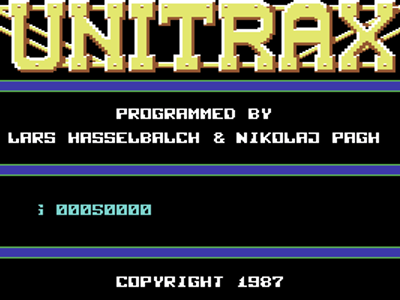 UNITRAX
PROGRAMMED BY
LARS HASSELBALCH & NIKOLAJ PAGH
00050000
COPYRIGHT 1987